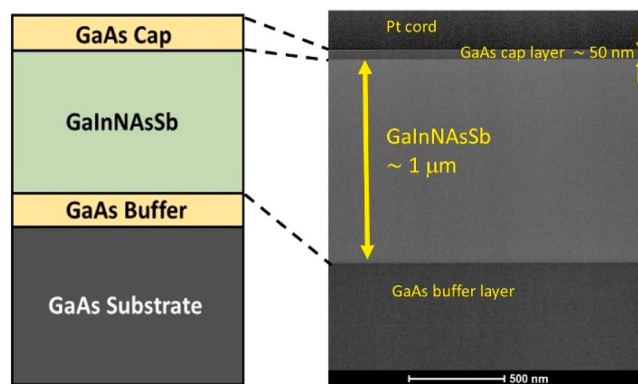 GaAs Cap
GaInNAsSb
GaAs Buffer
GaAs Substrate
Pt cord
GaAs cap layer ~ 50 nm
GaInNAsSb
~ 1 μm
GaAs buffer layer
500 nm